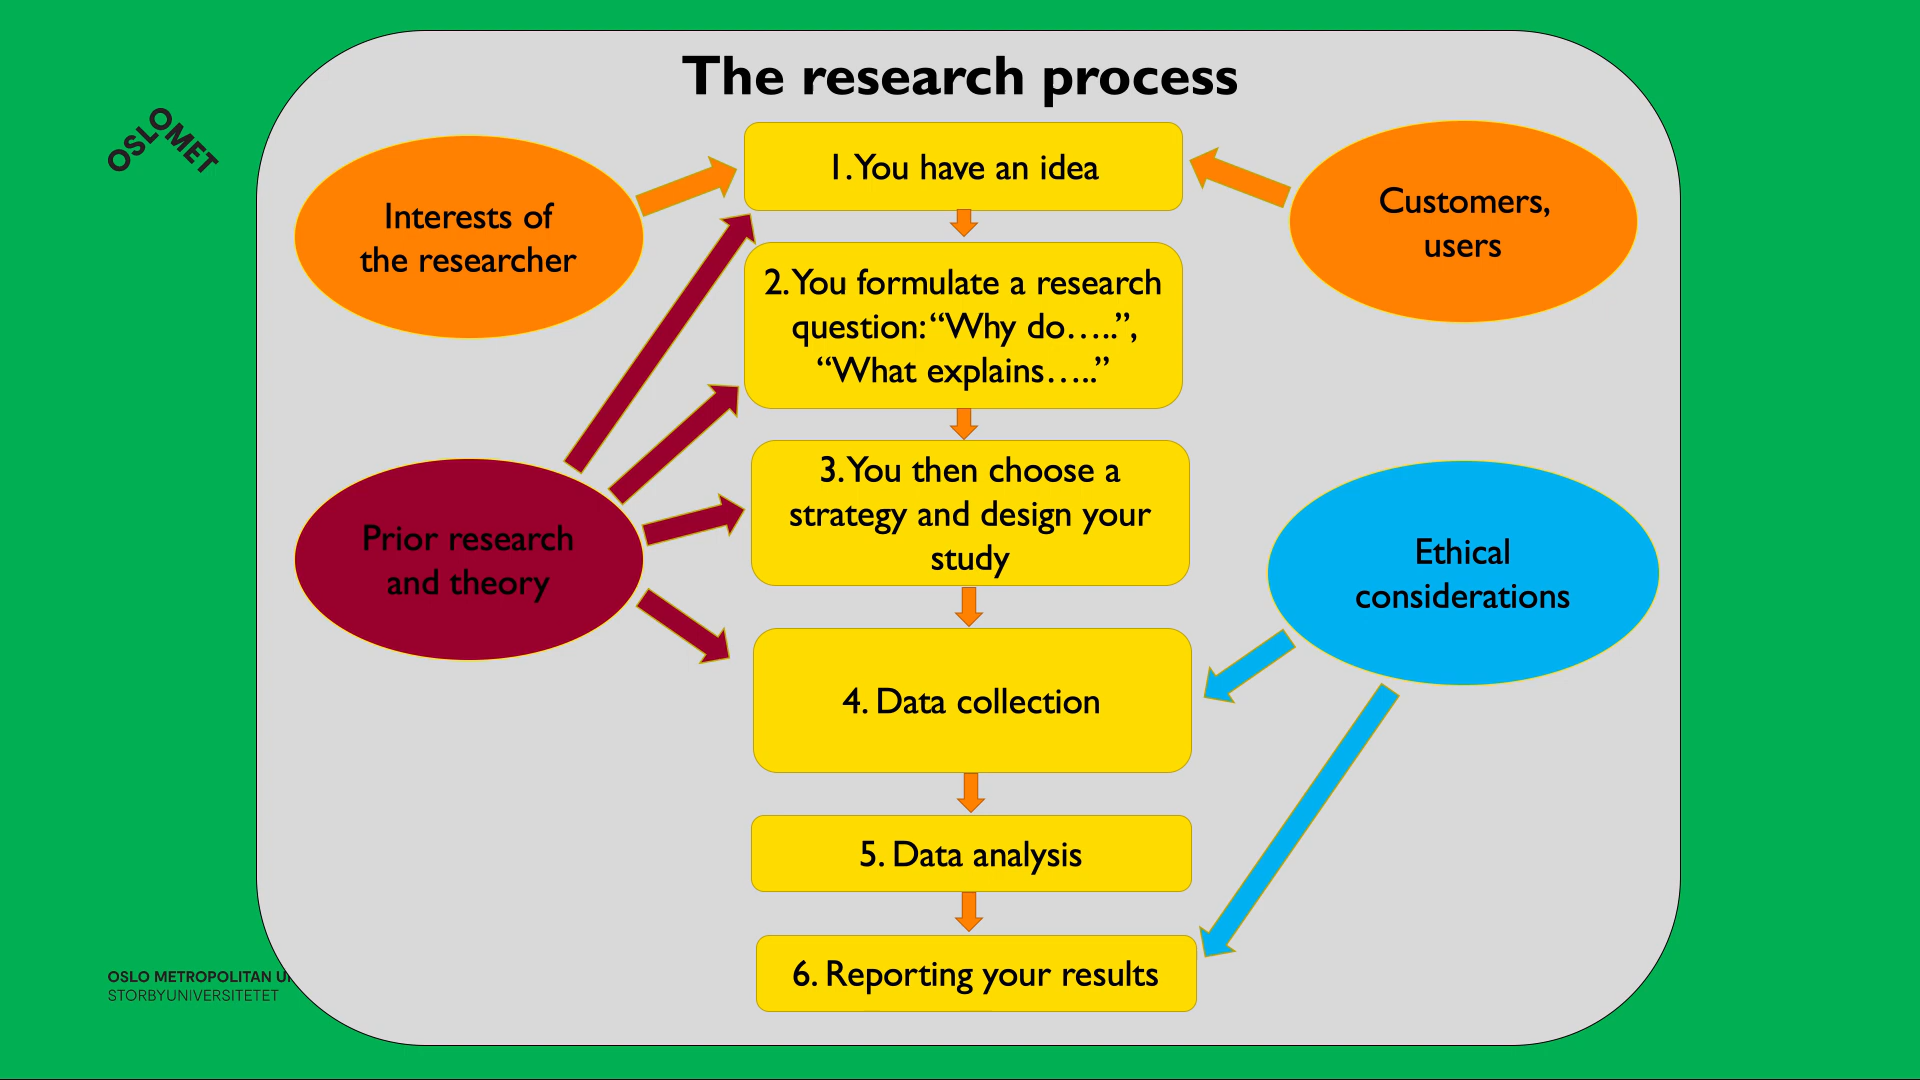 The research process
OSLOMET
Interests of
the researcher
1. You have an idea
Customers,
users
2. You formulate a research
question: “Why do…..”,
“What explains…..”
3. You then choose a
strategy and design your
study
Prior research
and theory
Ethical
considerations
4. Data collection
5. Data analysis
6. Reporting your results
OSLO METROPOLITAN
STORBYUNIVERSITETET